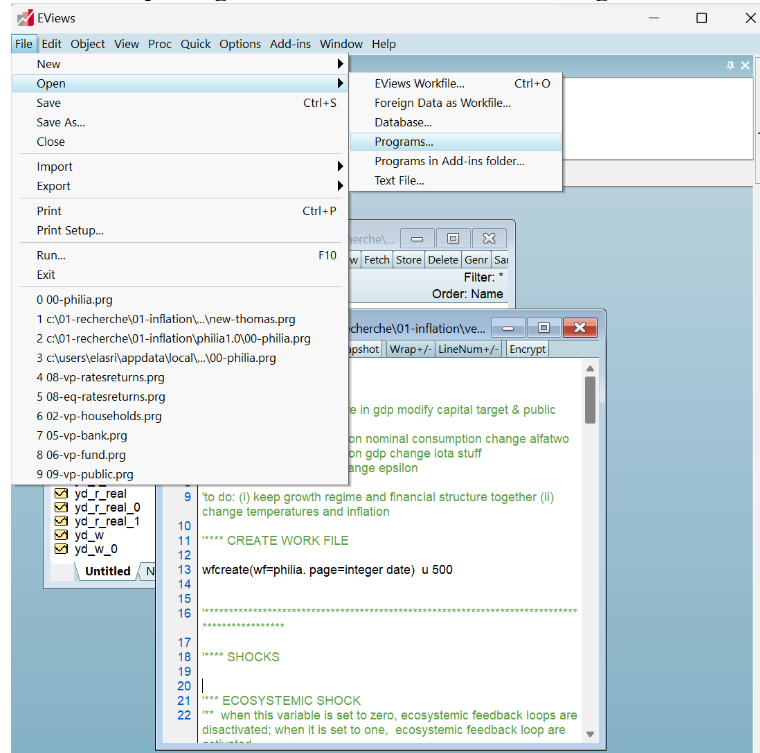 EViews
File Edit Object View Proc Quick Options Add-ins Window Help
New
Open
Save Ctrl+S
Save As...
Close
Import
Export
Print Ctrl+P
Print Setup...
Run... F10
Exit
0 00-philia.prg
1 c:\01-recherche\01-inflation\...\new-thomas.prg
2 c:\01-recherche\01-inflation\philia1.0\00-philia.prg
3 c:\users\elasri\appdata\local\...\00-philia.prg
4 08-vp-ratesreturns.prg
5 08-eq-ratesreturns.prg
6 02-vp-households.prg
7 05-vp-bank.prg
8 06-vp-fund.prg
9 09-vp-public.prg
EViews Workfile... Ctrl+O
Foreign Data as Workfile...
Database...
Programs...
Programs in Add-ins folder...
Text File...
erche\...
Fetch Store Delete Genr
Filter: *
Order: Name
cherche\01-inflation\ve...
Wrap+/- LineNum+/- Encrypt
e in gdp modify capital target & public
on nominal consumption change alfatwo
on gdp change iota stuff
ange epsilon
9 'to do: (i) keep growth regime and financial structure together (ii)
change temperatures and inflation
10
11 '**** CREATE WORK FILE
12
13 wfcreate(wf=philia. page=integer date) u 500
14
15
16 '******************************************************************************
*****************
17
18 '**** SHOCKS
19
20
21 '*** ECOSYSTEMIC SHOCK
22 '** when this variable is set to zero, ecosystemic feedback loops are
disactivated; when it is set to one, ecosystemic feedback loop are
yd_r_real
yd_r_real_0
yd_r_real_1
yd_w
yd_w_0
Untitled N